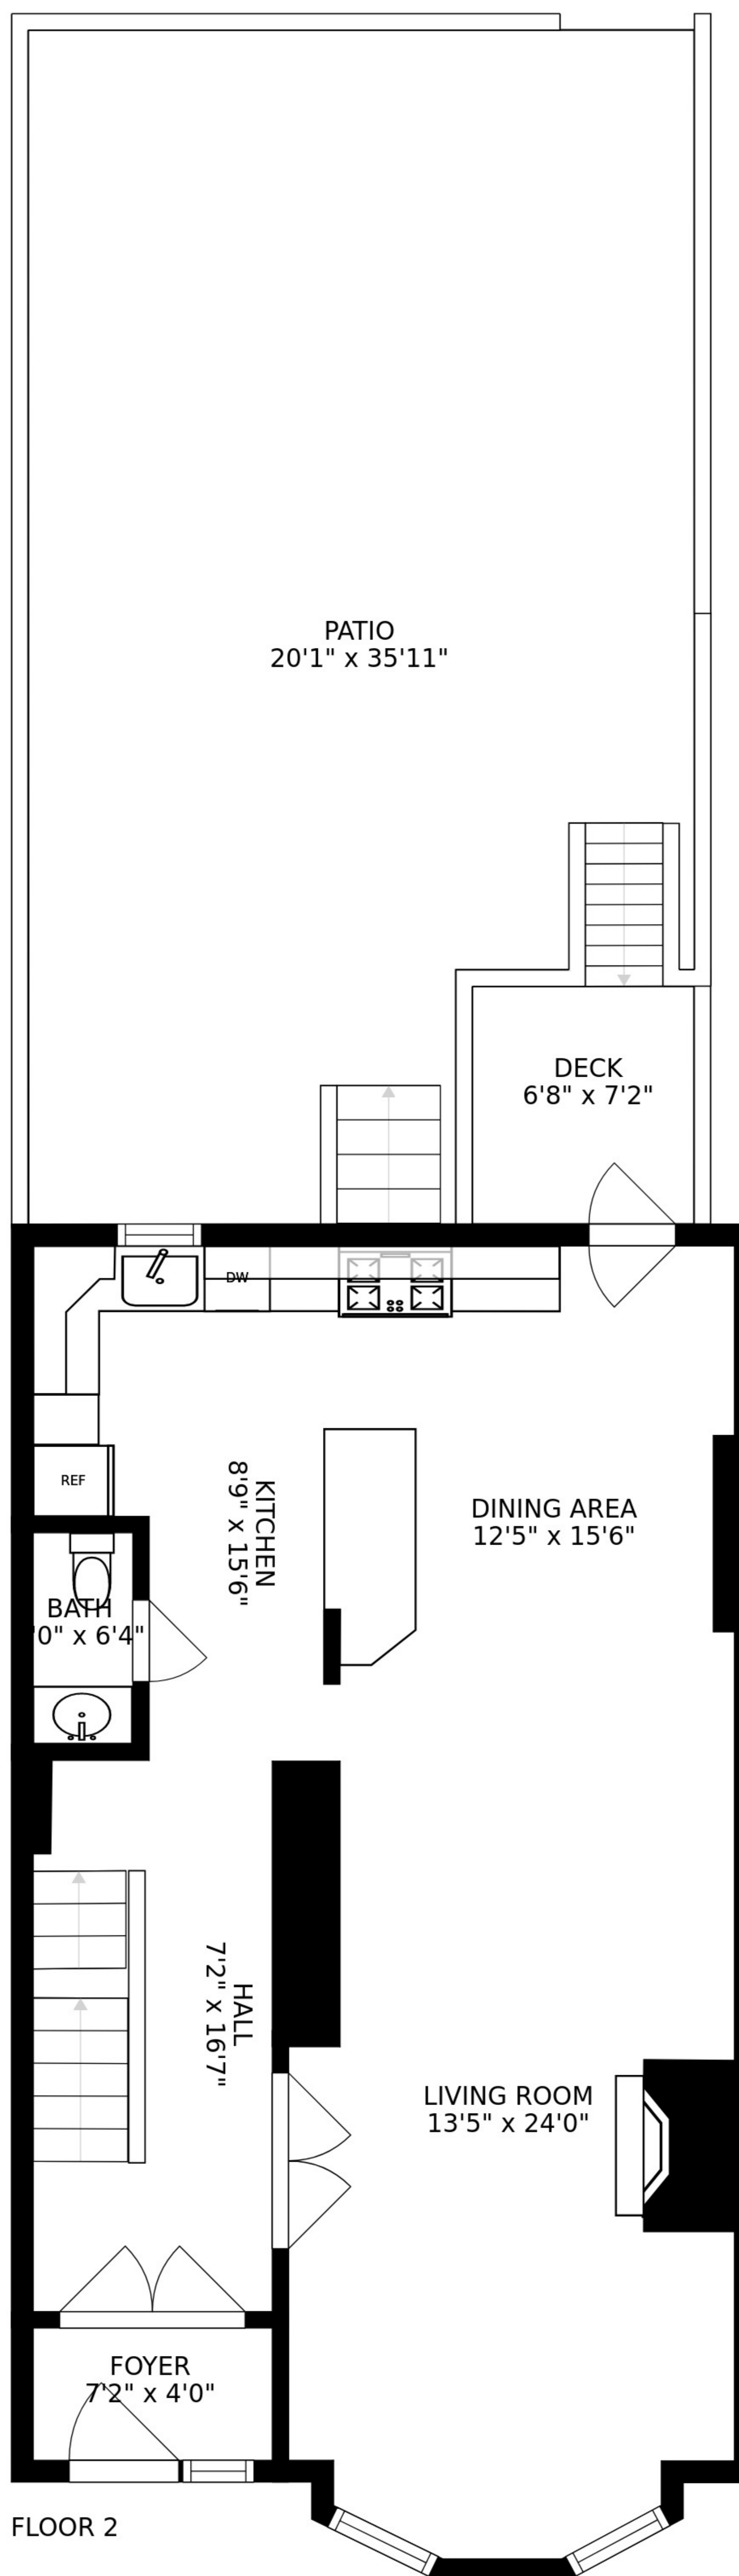 PATIO
20'1" x 35'11"
DECK
6'8" x 7'2"
DW
REF
KITCHEN
8'9" x 15'6"
DINING AREA
12'5" x 15'6"
BATH
'0" x 6'4"
HALL
7'2" x 16'7"
LIVING ROOM
13'5" x 24'0"
FOYER
7'2" x 4'0"
FLOOR 2